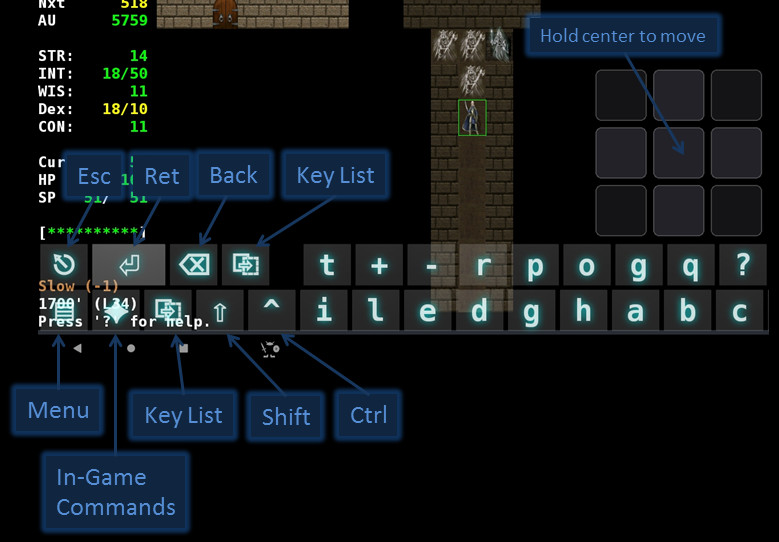 Nxt 518
AU 5759
Hold center to move
STR: 14
INT: 18/50
WIS: 11
Dex: 18/10
CON: 11
Cur
HP
SP 51/ 51
Esc
Ret
Back
Key List
[**********]
t + - r p o g q ?
Slow (-1)
1700' (L34)
Press '?' for help.
⇧ ^ i l e d g h a b c
Menu
Key List
Shift
Ctrl
In-Game
Commands